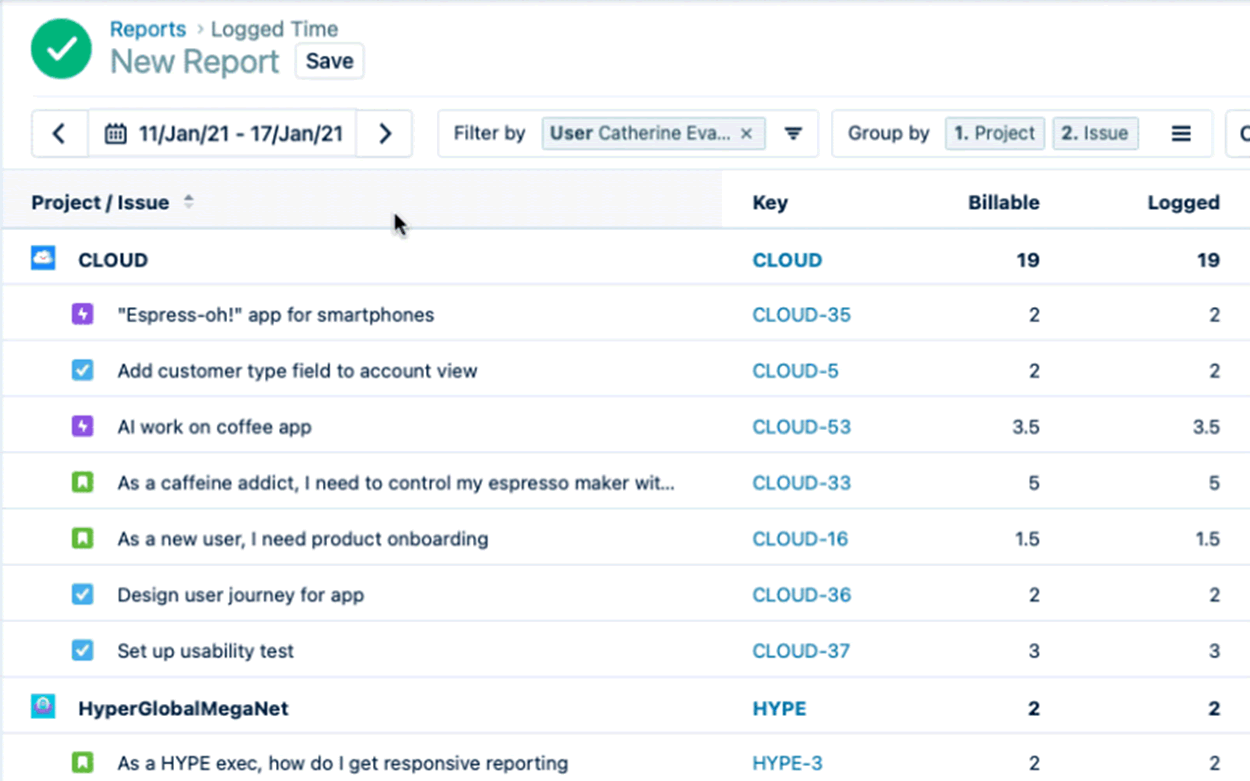 Reports › Logged Time
New Report Save
11/Jan/21 - 17/Jan/21 Filter by User Catherine Eva... × Group by 1. Project 2. Issue
Project / Issue Key Billable Logged
CLOUD CLOUD 19 19
"Espress-oh!" app for smartphones CLOUD-35 2 2
Add customer type field to account view CLOUD-5 2 2
AI work on coffee app CLOUD-53 3.5 3.5
As a caffeine addict, I need to control my espresso maker wit... CLOUD-33 5 5
As a new user, I need product onboarding CLOUD-16 1.5 1.5
Design user journey for app CLOUD-36 2 2
Set up usability test CLOUD-37 3 3
HyperGlobalMegaNet HYPE 2 2
As a HYPE exec, how do I get responsive reporting HYPE-3 2 2